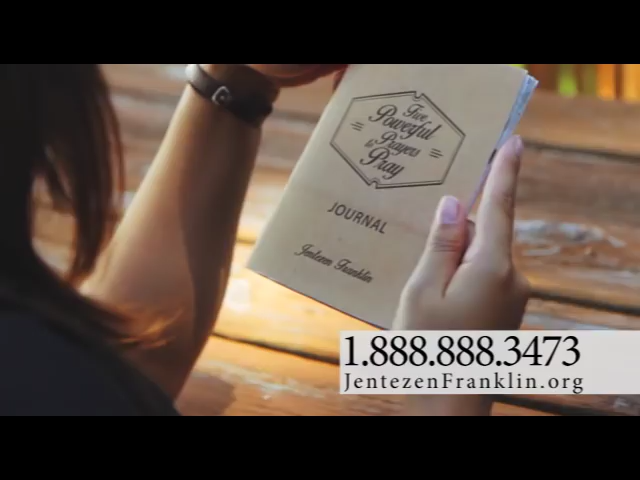 Five
Powerful
Prayers
to
Pray
JOURNAL
Jentezen Franklin
1.888.888.3473
JentezenFranklin.org